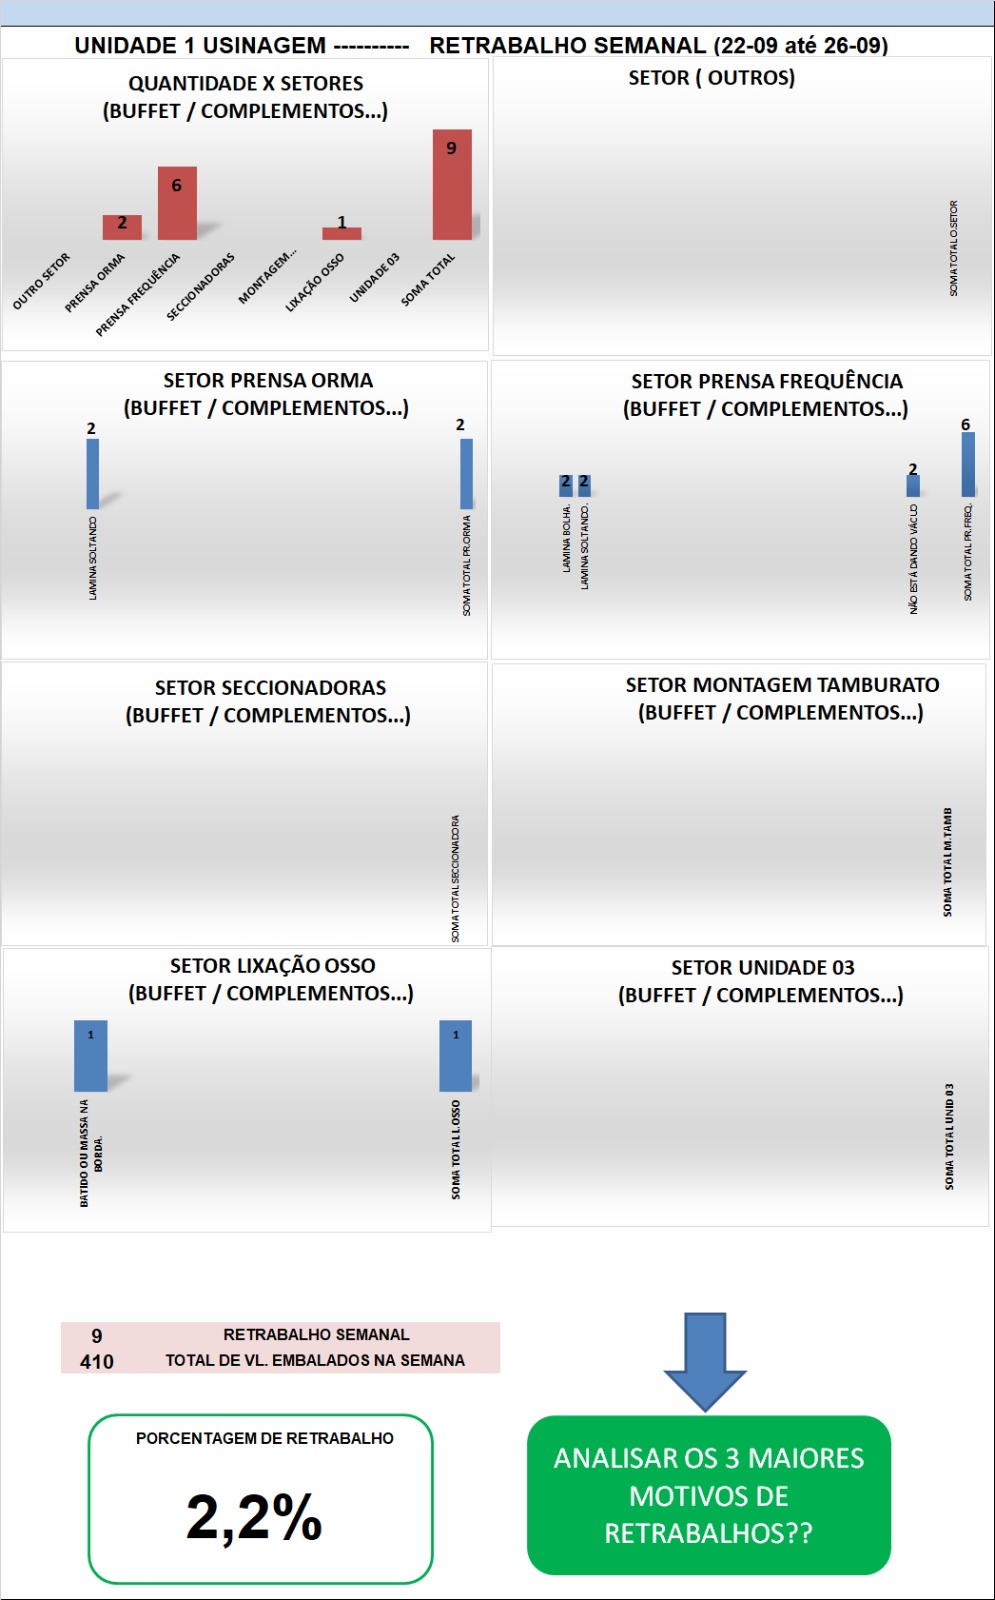 UNIDADE 1 USINAGEM ---------- RETRABALHO SEMANAL (22-09 até 26-09)
QUANTIDADE X SETORES
(BUFFET / COMPLEMENTOS...)
2
6
1
9
OUTRO SETOR
PRENSA ORMA
PRENSA FREQUÊNCIA
SECCIONADORAS
MONTAGEM...
LIXAÇÃO OSSO
UNIDADE 03
SOMA TOTAL
SETOR ( OUTROS)
SOMA TOTAL O.SETOR
SETOR PRENSA ORMA
(BUFFET / COMPLEMENTOS...)
2
2
LAMINA SOLTANDO
SOMA TOTAL PR.ORMA
SETOR PRENSA FREQUÊNCIA
(BUFFET / COMPLEMENTOS...)
2
2
2
6
LAMINA BOLHA.
LAMINA SOLTANDO.
NÃO ESTÁ DANDO VÁCUO
SOMA TOTAL PR.FREQ.
SETOR SECCIONADORAS
(BUFFET / COMPLEMENTOS...)
SOMA TOTAL SECCIONADORA
SETOR MONTAGEM TAMBURATO
(BUFFET / COMPLEMENTOS...)
SOMA TOTAL M.TAMB
SETOR LIXAÇÃO OSSO
(BUFFET / COMPLEMENTOS...)
1
1
BATIDO OU MASSA NA
BORDA.
SOMA TOTAL L.OSSO
SETOR UNIDADE 03
(BUFFET / COMPLEMENTOS...)
SOMA TOTAL UNID 03
9 RETRABALHO SEMANAL
410 TOTAL DE VL. EMBALADOS NA SEMANA
PORCENTAGEM DE RETRABALHO
2,2%
ANALISAR OS 3 MAIORES
MOTIVOS DE
RETRABALHOS??